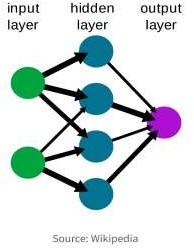 input hidden output
layer layer layer
Source: Wikipedia